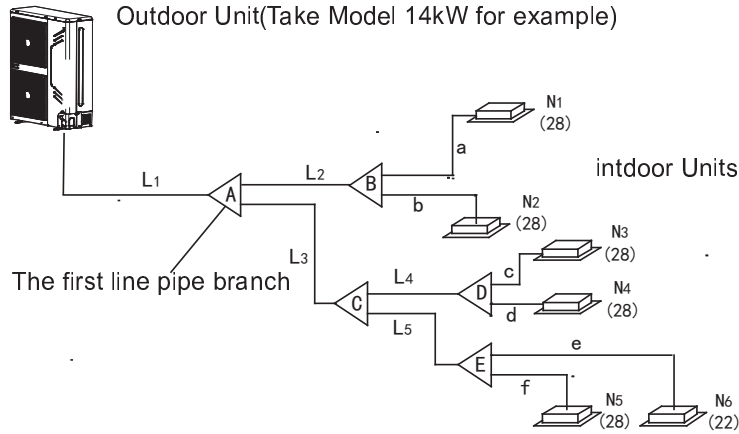 Outdoor Unit(Take Model 14kW for example)
N1
(28)
a
intdoor Units
L1
A
L2
B
b
N2
(28)
L3
N3
(28)
The first line pipe branch
c
L4
D
N4
(28)
C
d
L5
e
E
f
N5
(28)
N6
(22)